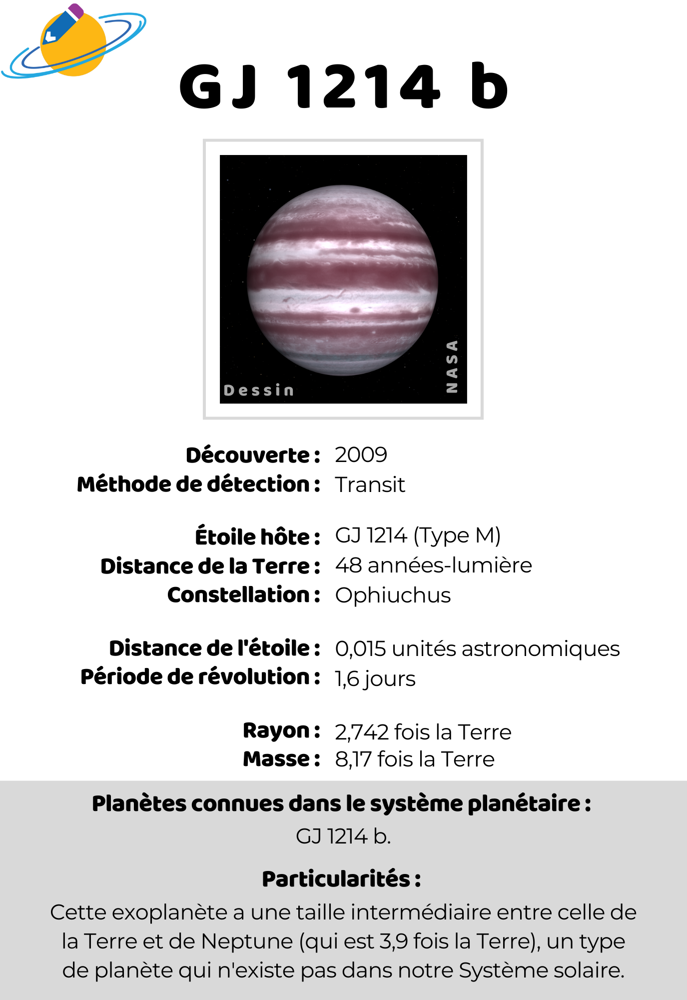 GJ 1214 b
Dessin
NASA
Découverte : 2009
Méthode de détection : Transit
Étoile hôte : GJ 1214 (Type M)
Distance de la Terre : 48 années-lumière
Constellation : Ophiuchus
Distance de l'étoile : 0,015 unités astronomiques
Période de révolution : 1,6 jours
Rayon : 2,742 fois la Terre
Masse : 8,17 fois la Terre
Planètes connues dans le système planétaire :
GJ 1214 b.
Particularités :
Cette exoplanète a une taille intermédiaire entre celle de
la Terre et de Neptune (qui est 3,9 fois la Terre), un type
de planète qui n'existe pas dans notre Système solaire.